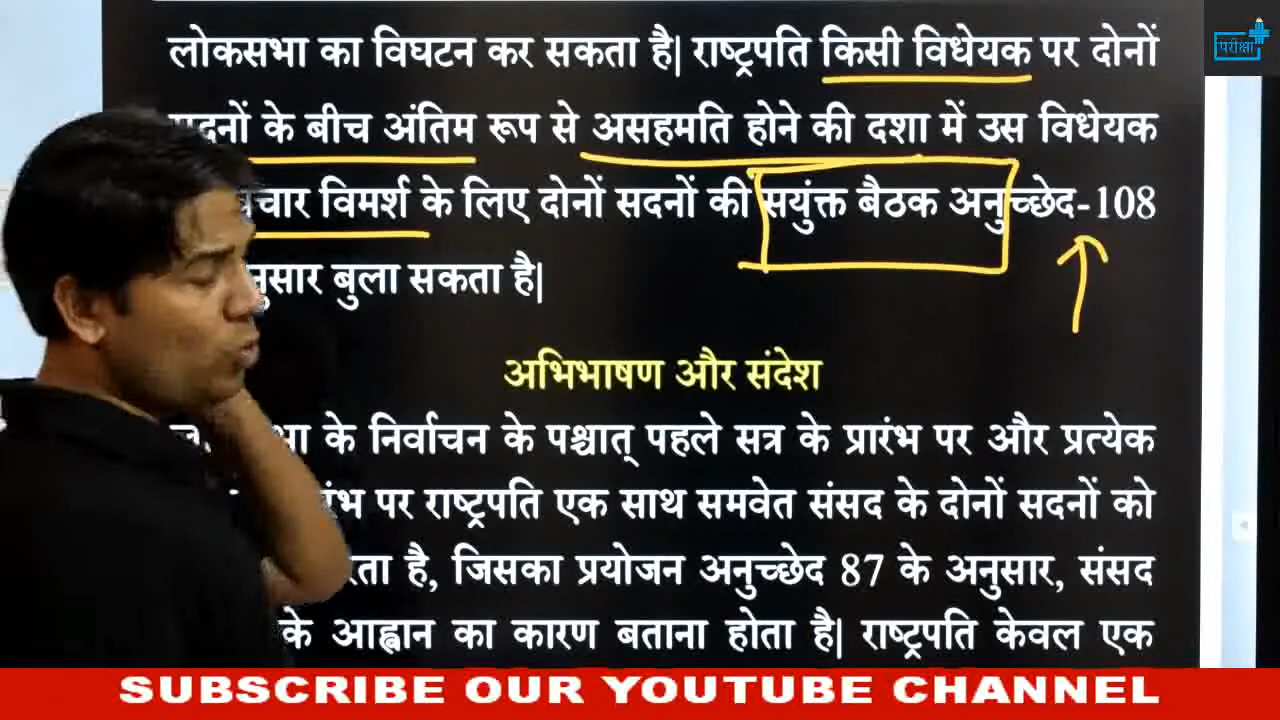 लोकसभा का विघटन कर सकता है| राष्ट्रपति किसी विधेयक पर दोनों
परीक्षा
के बीच अंतिम रूप से असहमति होने की दशा में उस विधेयक
विमर्श के लिए दोनों सदनों की सयुंक्त बैठक अनुच्छेद-108
बुला सकता है|
अभिभाषण और संदेश
के निर्वाचन के पश्चात् पहले सत्र के प्रारंभ पर और प्रत्येक
पर राष्ट्रपति एक साथ समवेत संसद के दोनों सदनों को
है, जिसका प्रयोजन अनुच्छेद 87 के अनुसार, संसद
के आह्वान का कारण बताना होता है| राष्ट्रपति केवल एक
SUBSCRIBE OUR YOUTUBE CHANNEL